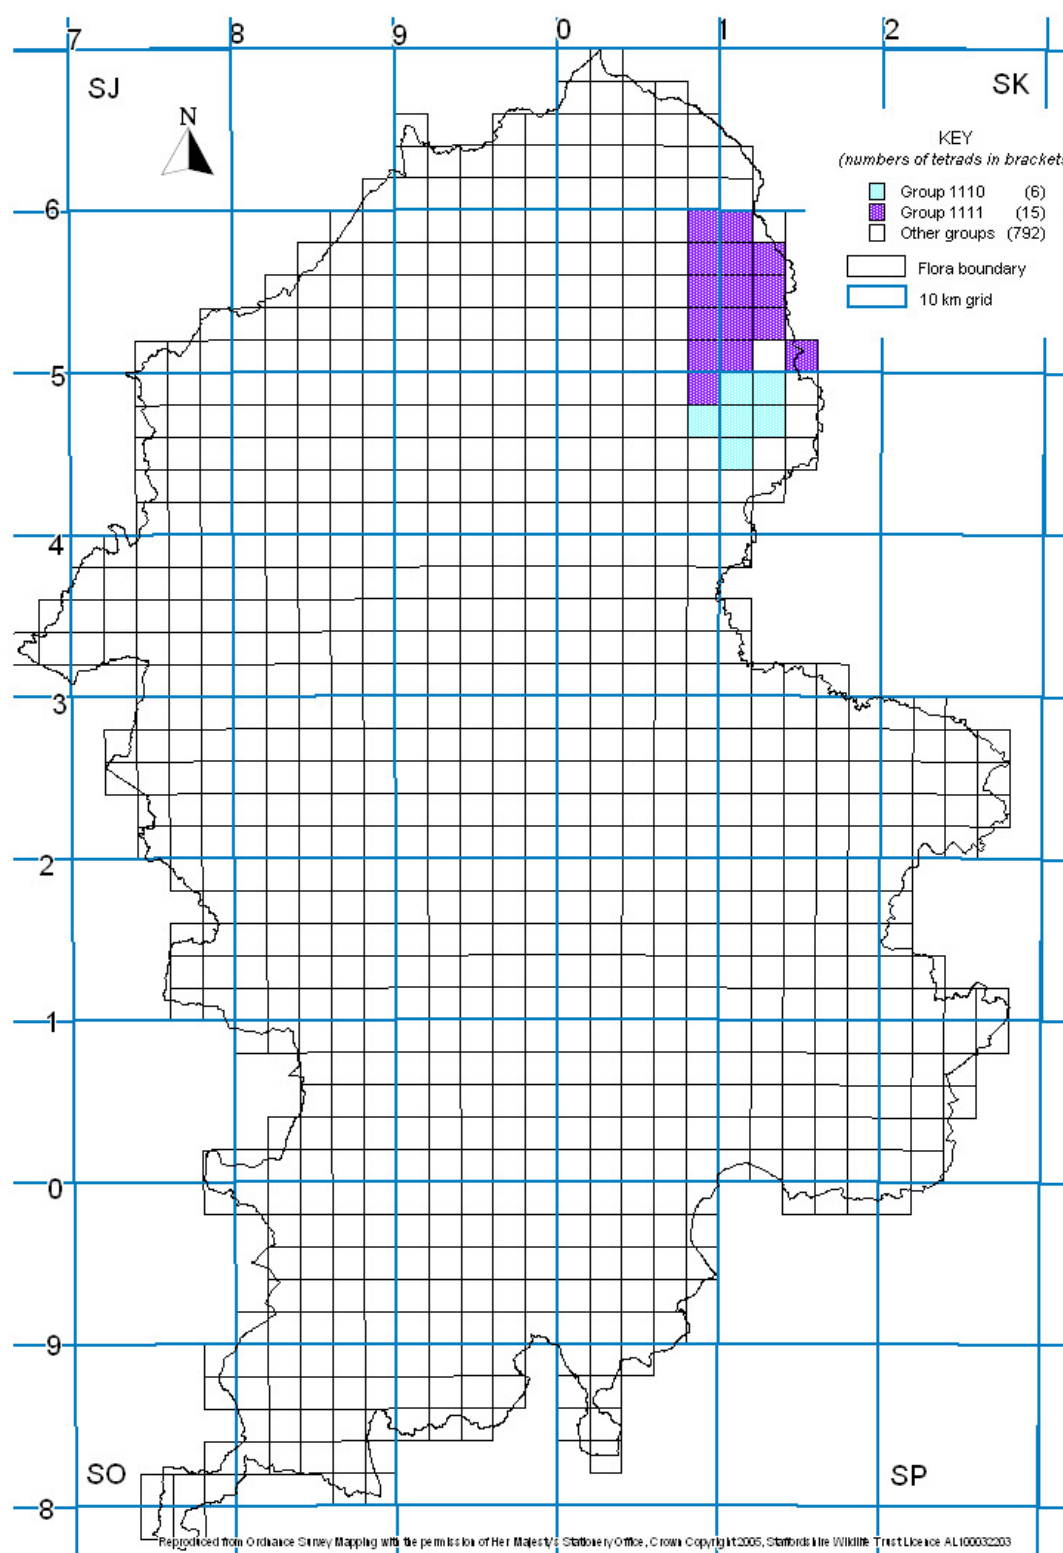 7 8 9 0 1 2
SJ SK
N
KEY
(numbers of tetrads in brackets
Group 1110 (6)
Group 1111 (15)
Other groups (792)
Flora boundary
10 km grid
6
5
4
3
2
1
0
9
SO SP
8
Reproduced from Ordnance Survey Mapping with the permission of Her Majesty's Stationery Office, Crown Copyright 2005, Staffordshire Wildlife Trust Licence AL100032203